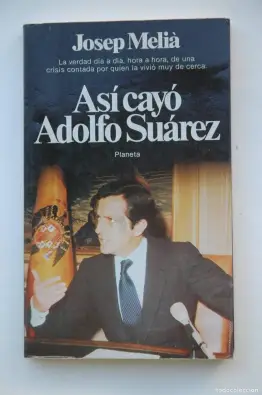 Josep Melià
La verdad día a día, hora a hora, de una
crisis contada por quien la vivió muy de cerca.
Así cayó
Adolfo Suárez
Planeta